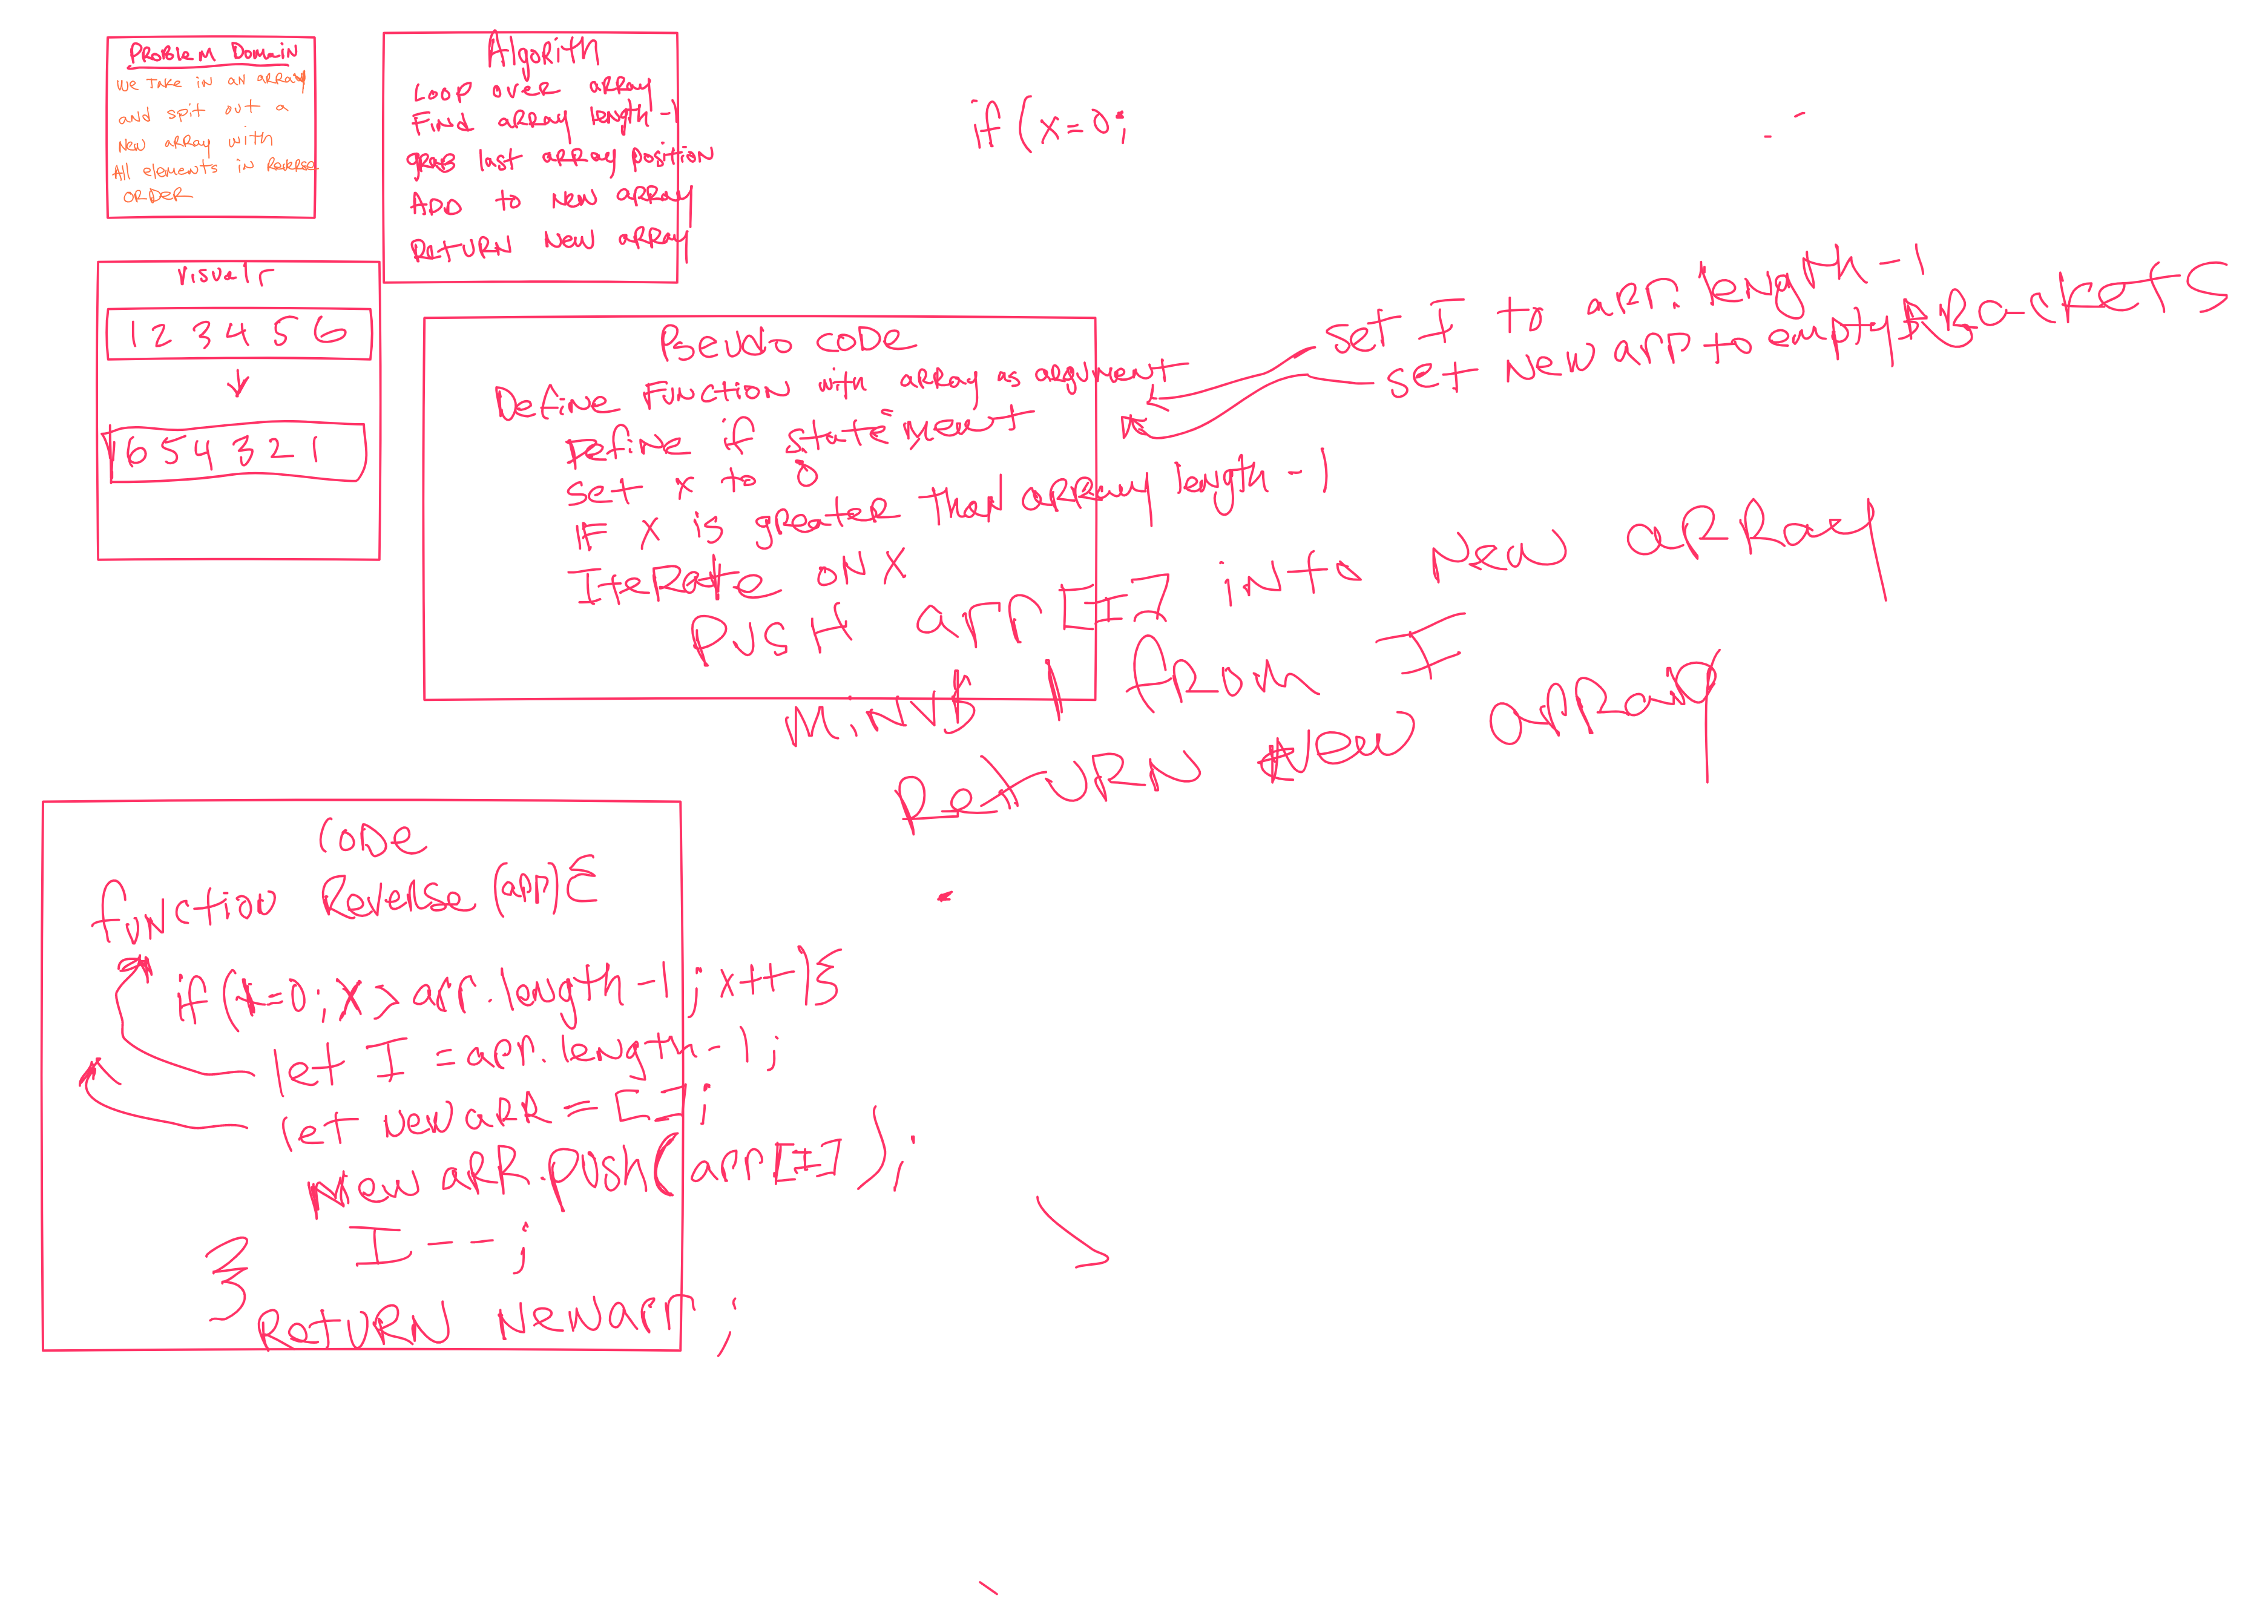 Problem Domain
we take in an array
and spit out a
new array with
All elements in reverse
order
Algorith
Loop over array
Find array length -1
grab last array position
Add to new array
Return new array
if (x=0;
visual
1 2 3 4 5 6
6 5 4 3 2 1
Pseudo code
Define Function with array as argument
Define if statement
set x to 0
IF x is greater than array length -1
Iterate on x
Push arr[I] into new array
Minus 1 from I
Return new array
set I to arr.length -1
set new arr to empty brackets
Code
function Reverse (arr){
if(x=0; x>arr.length -1; x++){
let I = arr.length -1;
let newarr = [];
newarr.push(arr[I]);
I--;
}
Return newarr;